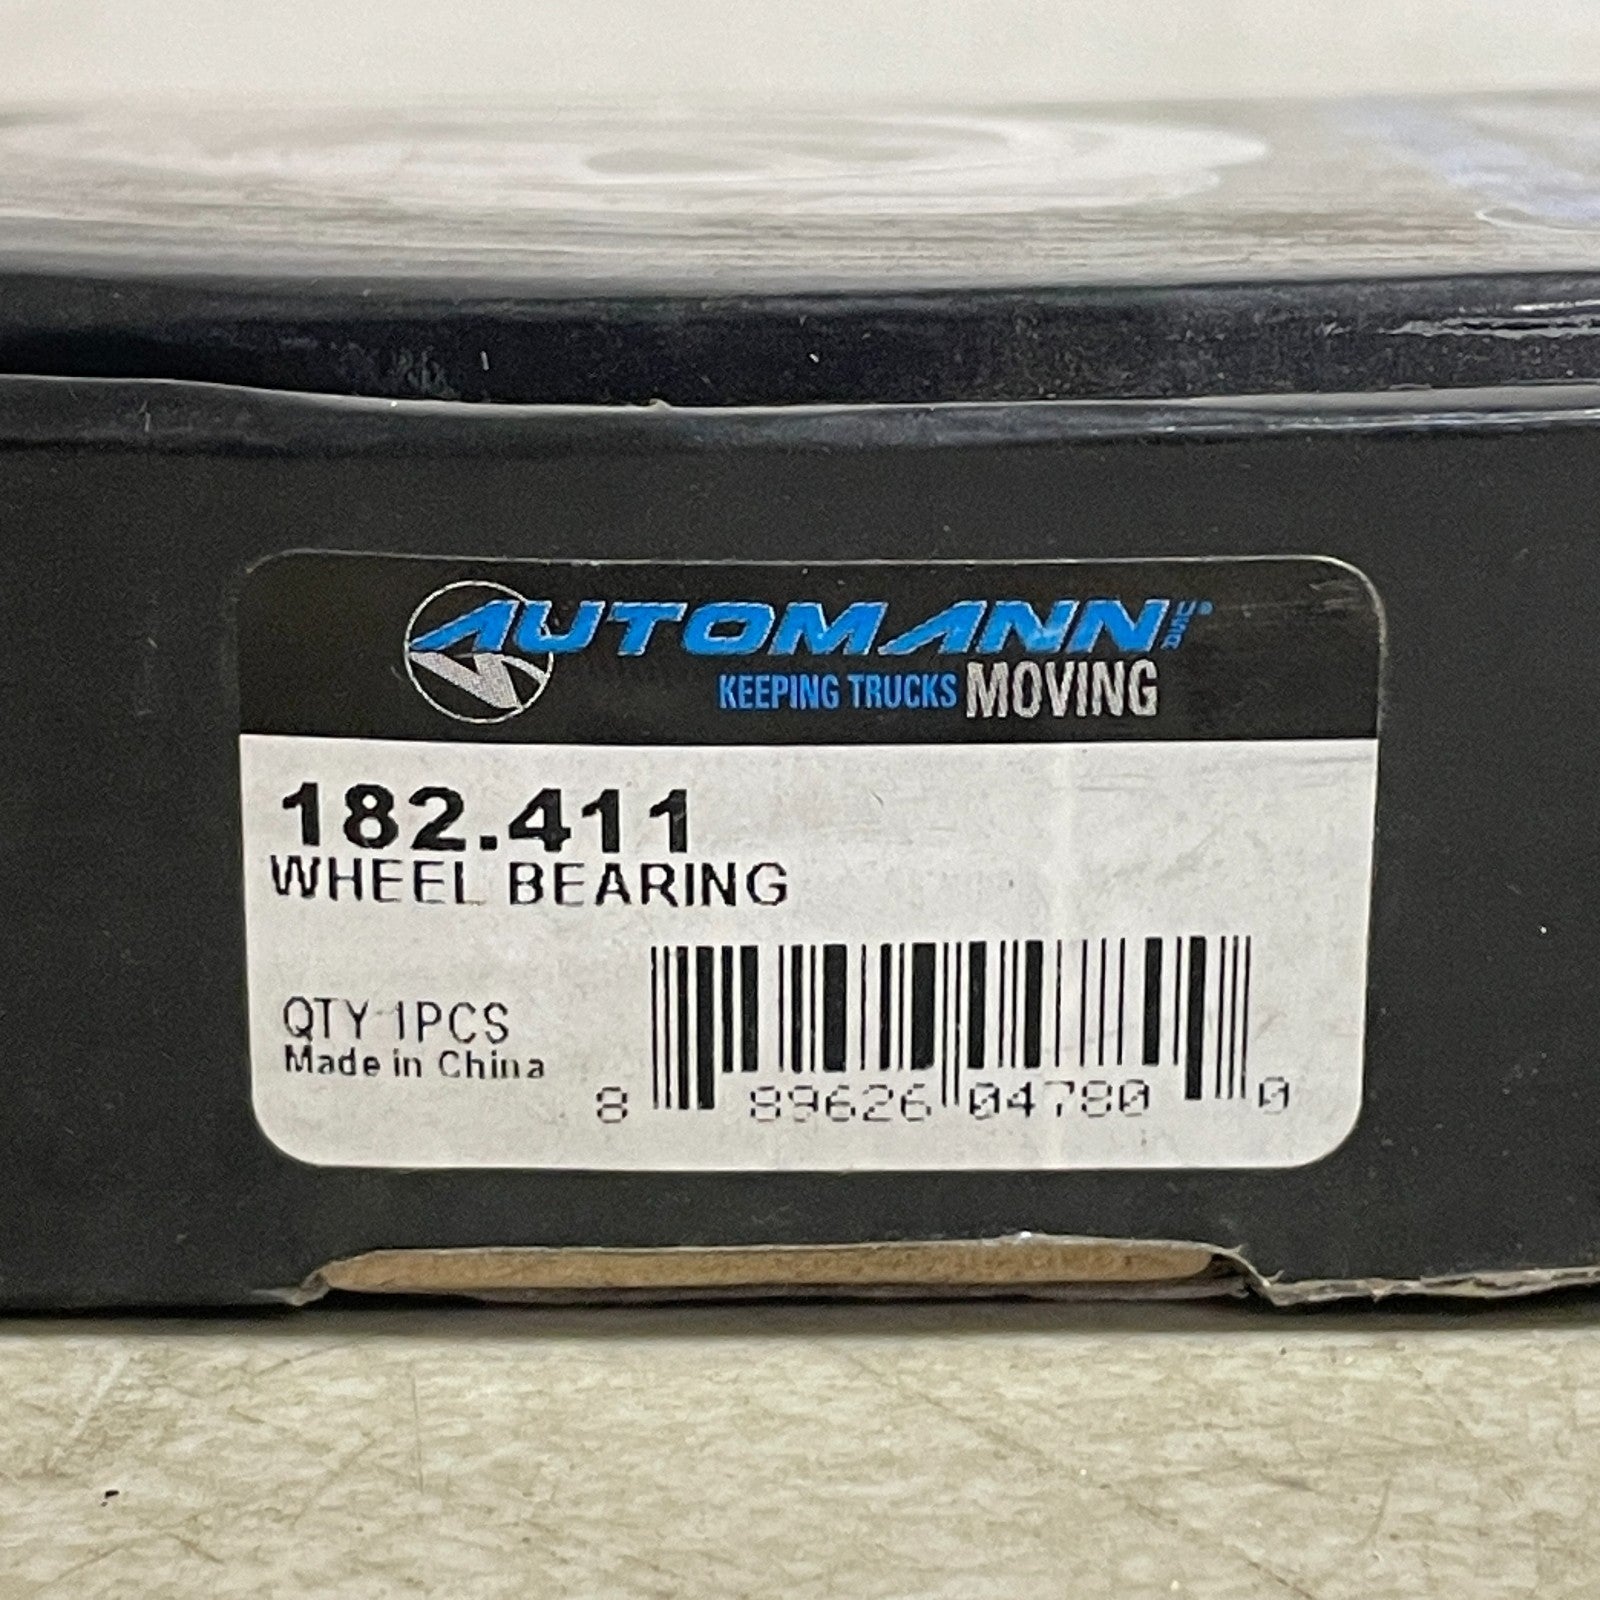 AUTOMANN®
KEEPING TRUCKS MOVING
182.411
WHEEL BEARING
QTY 1PCS
Made in China
8 89626 04780 0